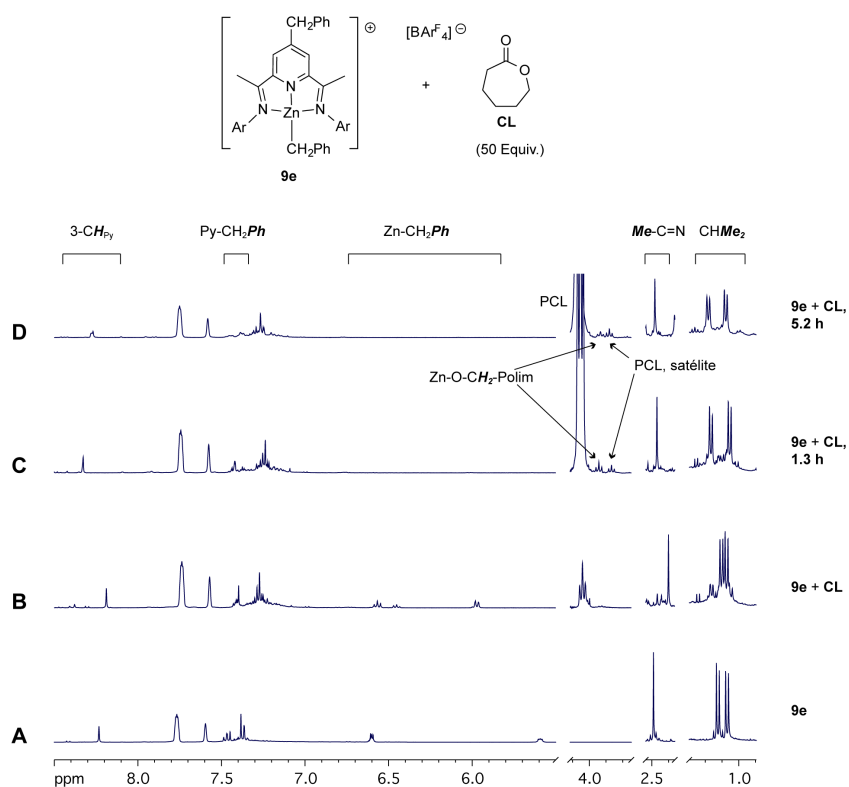 CH₂Ph
⊕
[BArᶠ₄]⊖
O
O
+
N
N
N
Zn
Ar
Ar
CH₂Ph
CL
(50 Equiv.)
9e
3-CH_Py
Py-CH₂Ph
Zn-CH₂Ph
Me-C=N
CHMe₂
PCL
D
9e + CL,
5.2 h
Zn-O-CH₂-Polim
PCL, satélite
C
9e + CL,
1.3 h
B
9e + CL
A
9e
ppm 8.0 7.5 7.0 6.5 6.0 4.0 2.5 1.0